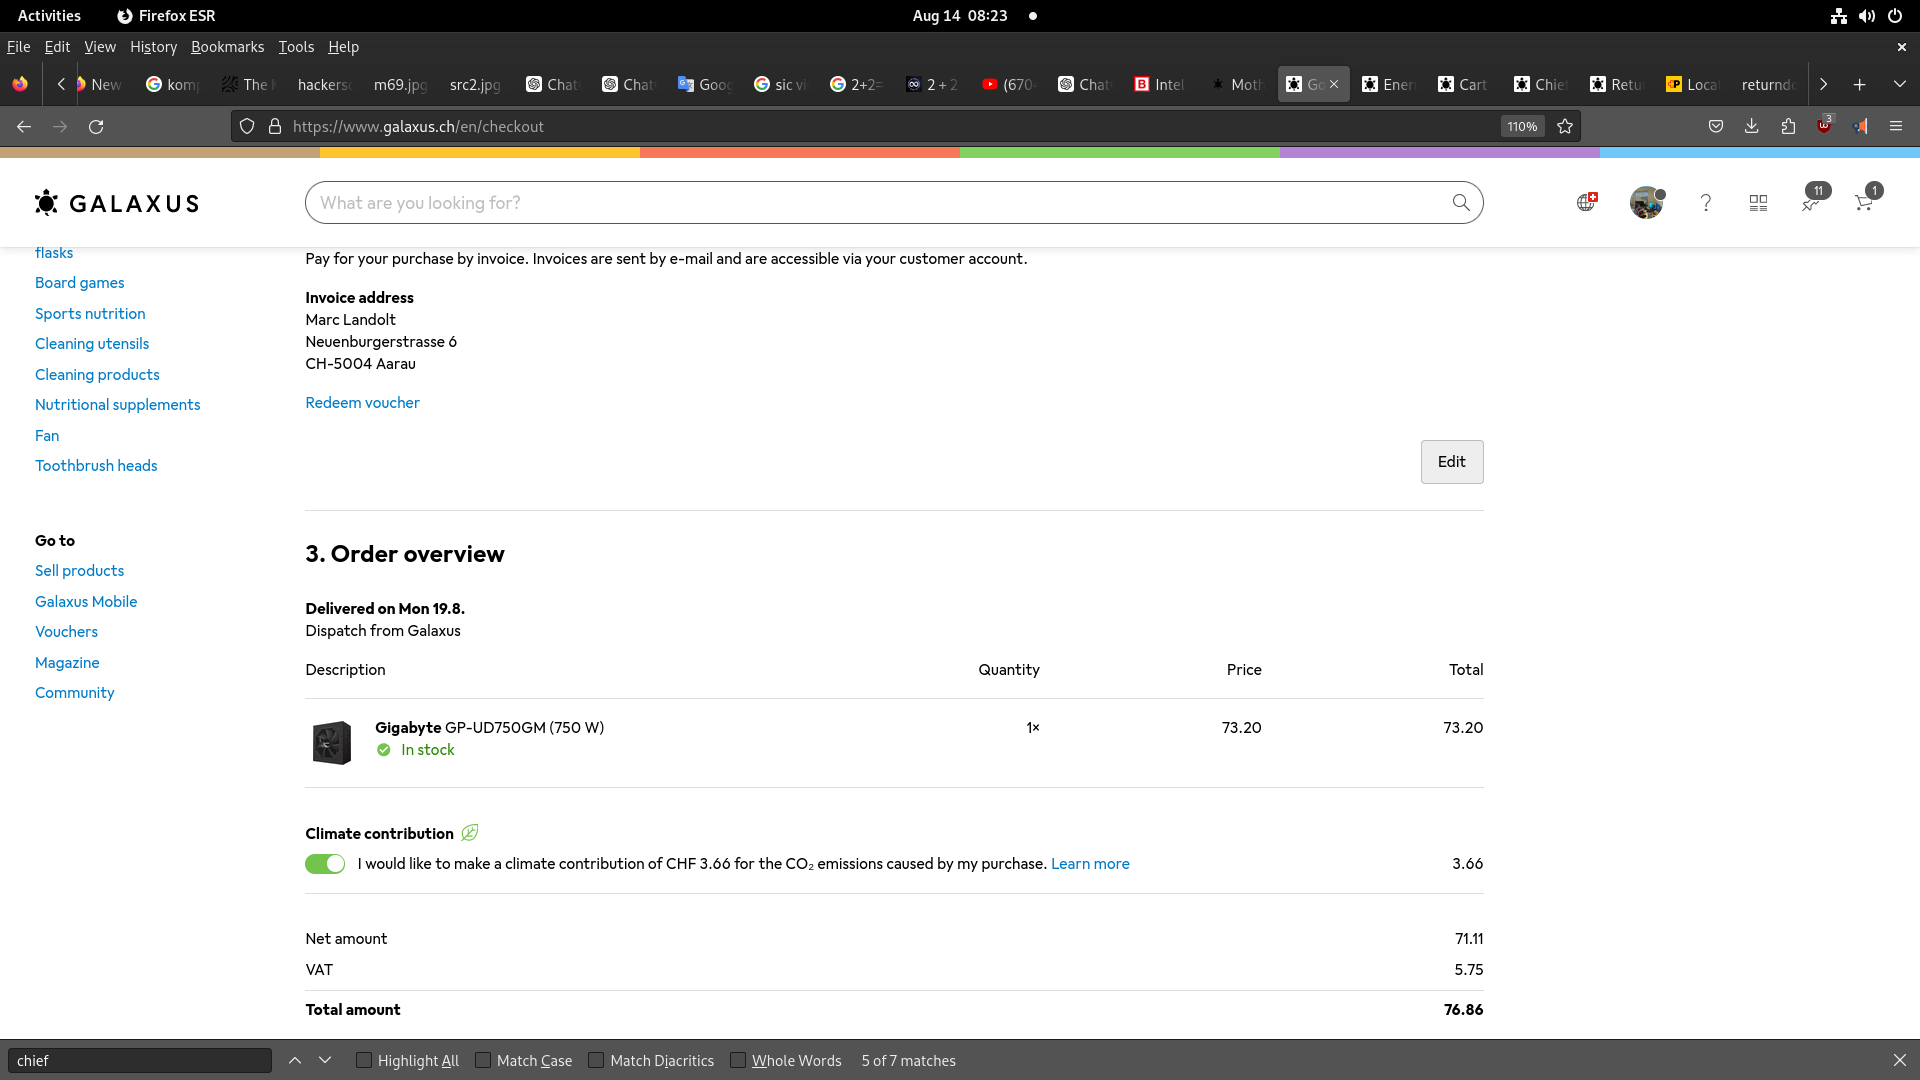 Activities
Firefox ESR
Aug 14 08:23
File Edit View History Bookmarks Tools Help
New
kom
The
hackersc
m69.jpg
src2.jpg
Chat
Chat
Goog
sic vi
2+2=
2 + 2
(670
Chat
Intel
Moth
Go
Ener
Cart
Chie
Retu
Loca
returndo
https://www.galaxus.ch/en/checkout
110%
3
GALAXUS
What are you looking for?
11
1
flasks
Board games
Sports nutrition
Cleaning utensils
Cleaning products
Nutritional supplements
Fan
Toothbrush heads
Go to
Sell products
Galaxus Mobile
Vouchers
Magazine
Community
Pay for your purchase by invoice. Invoices are sent by e-mail and are accessible via your customer account.
Invoice address
Marc Landolt
Neuenburgerstrasse 6
CH-5004 Aarau
Redeem voucher
Edit
3. Order overview
Delivered on Mon 19.8.
Dispatch from Galaxus
Description Quantity Price Total
Gigabyte GP-UD750GM (750 W) 1× 73.20 73.20
In stock
Climate contribution
I would like to make a climate contribution of CHF 3.66 for the CO₂ emissions caused by my purchase. Learn more 3.66
Net amount 71.11
VAT 5.75
Total amount 76.86
chief
Highlight All Match Case Match Diacritics Whole Words 5 of 7 matches